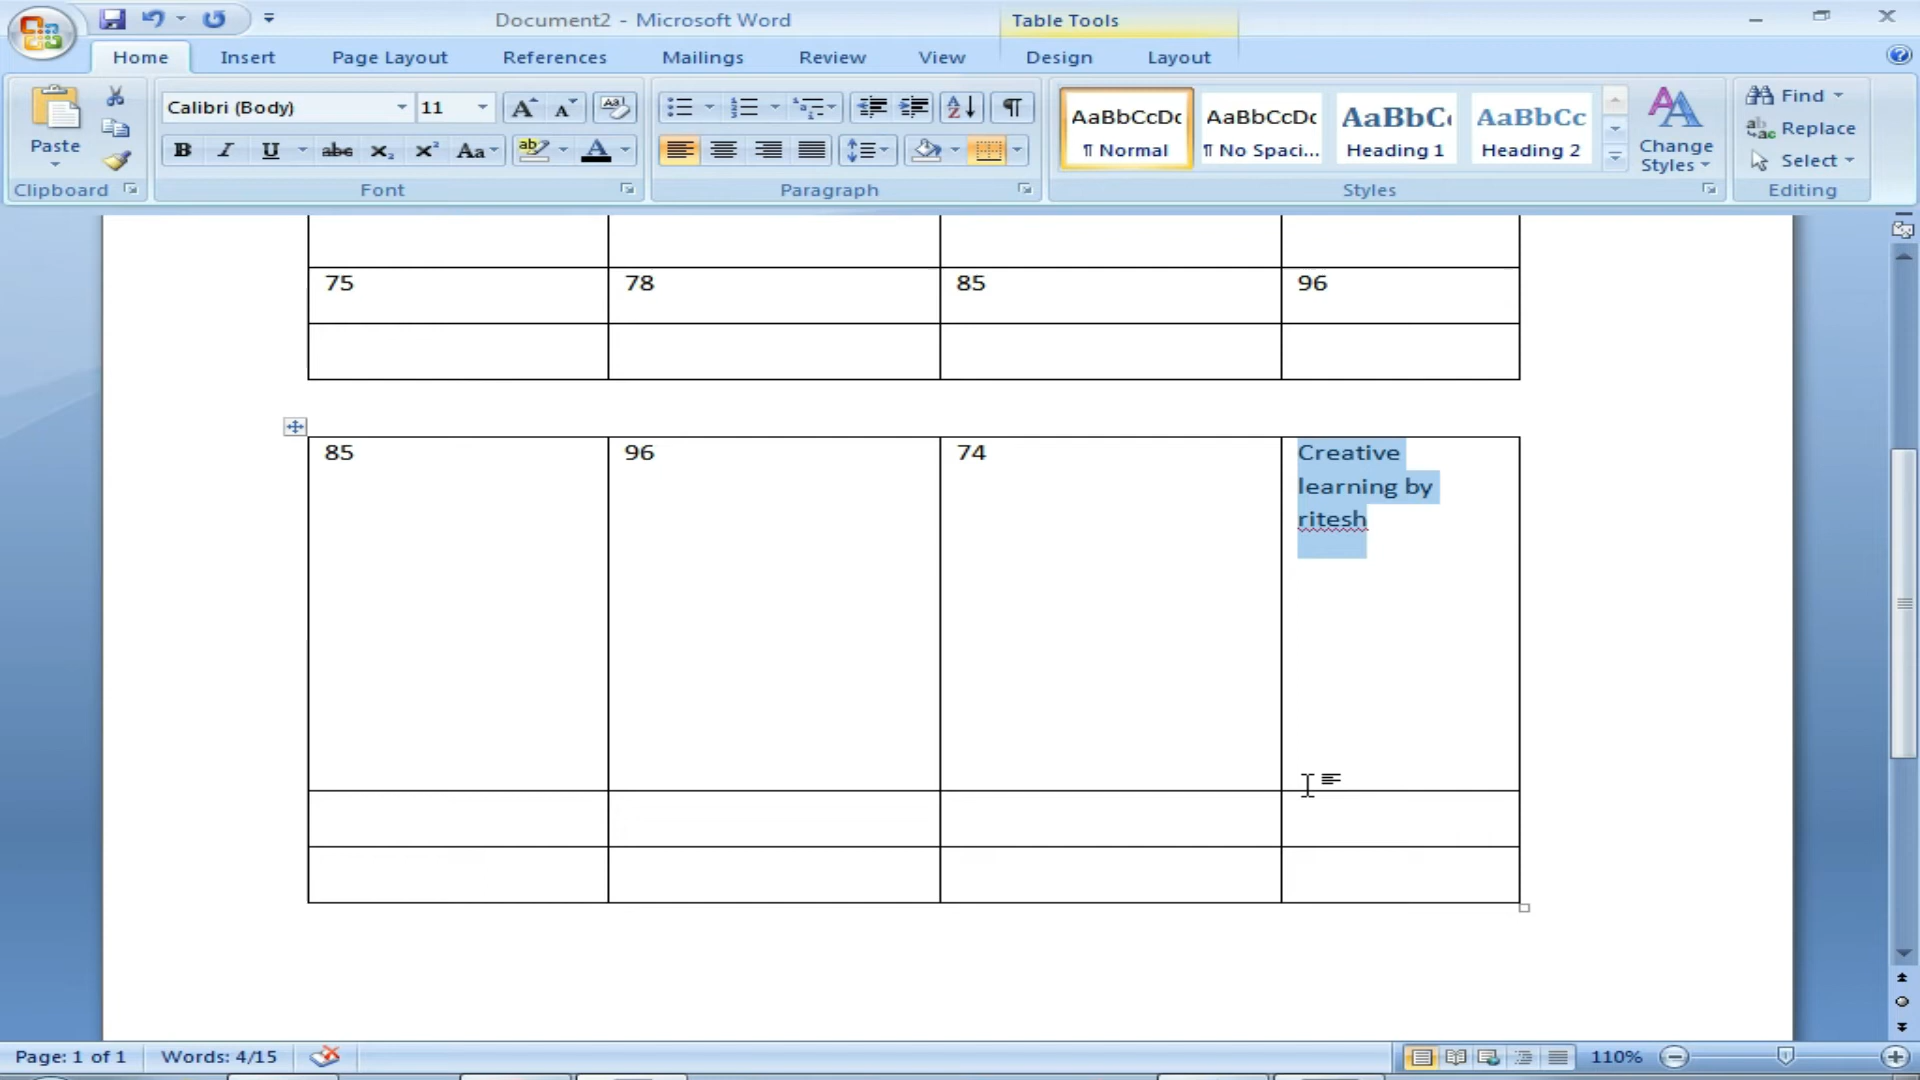 Document2 - Microsoft Word
Table Tools
Home Insert Page Layout References Mailings Review View Design Layout
Paste
Clipboard
Calibri (Body) 11
Font
Paragraph
AaBbCcDc AaBbCcDc AaBbC AaBbCc
¶ Normal ¶ No Spaci... Heading 1 Heading 2
Styles
Change
Styles
Find
Replace
Select
Editing
75 78 85 96
85 96 74 Creative
learning by
ritesh
Page: 1 of 1 Words: 4/15 110%